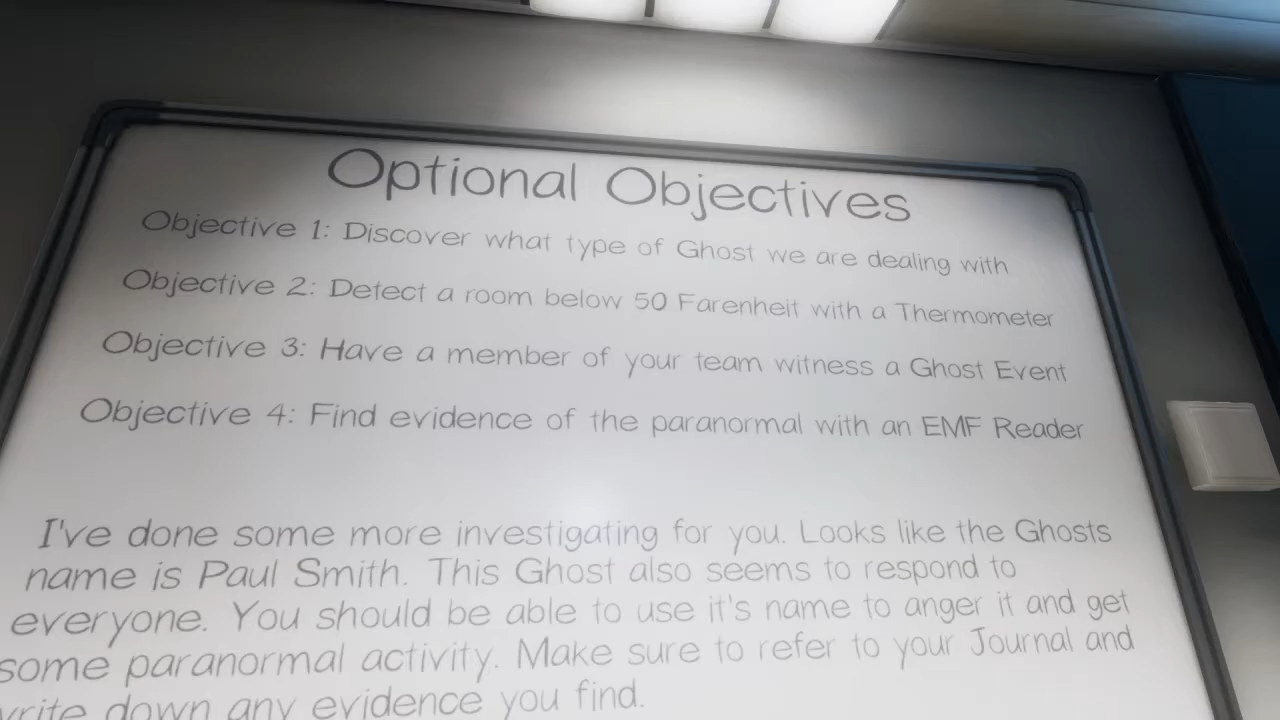 Optional Objectives
Objective 1: Discover what type of Ghost we are dealing with
Objective 2: Detect a room below 50 Farenheit with a Thermometer
Objective 3: Have a member of your team witness a Ghost Event
Objective 4: Find evidence of the paranormal with an EMF Reader
I've done some more investigating for you. Looks like the Ghosts
name is Paul Smith. This Ghost also seems to respond to
everyone. You should be able to use it's name to anger it and get
some paranormal activity. Make sure to refer to your Journal and
write down any evidence you find.